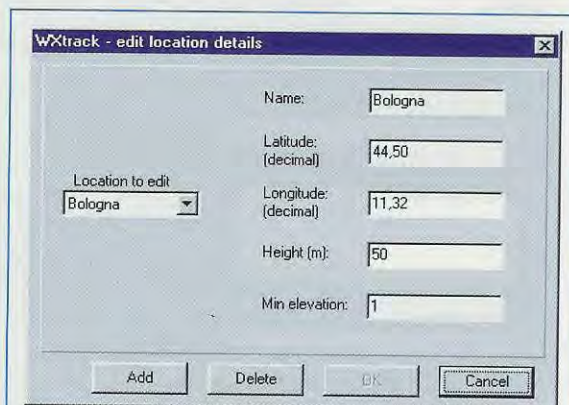 WXtrack - edit location details
Name:
Bologna
Latitude:
(decimal)
44,50
Location to edit
Bologna
Longitude:
(decimal)
11,32
Height (m):
50
Min elevation:
1
Add
Delete
OK
Cancel